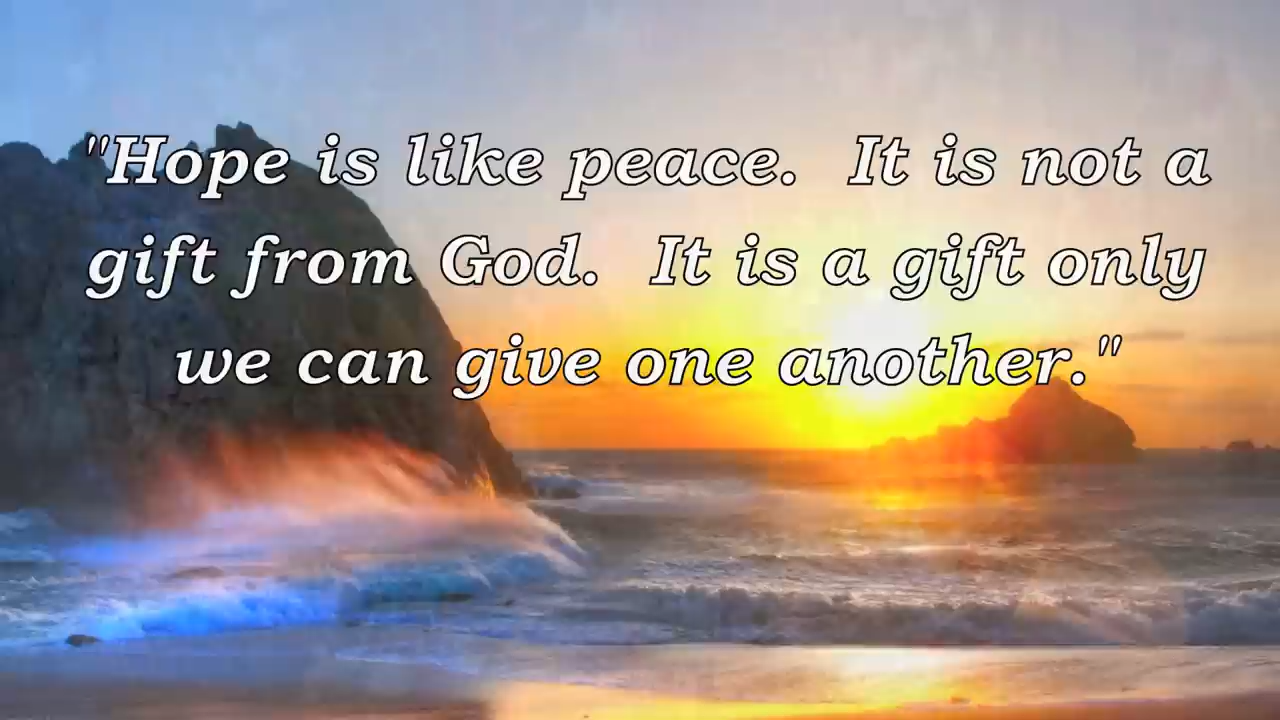 "Hope is like peace.  It is not a
gift from God.  It is a gift only
we can give one another."